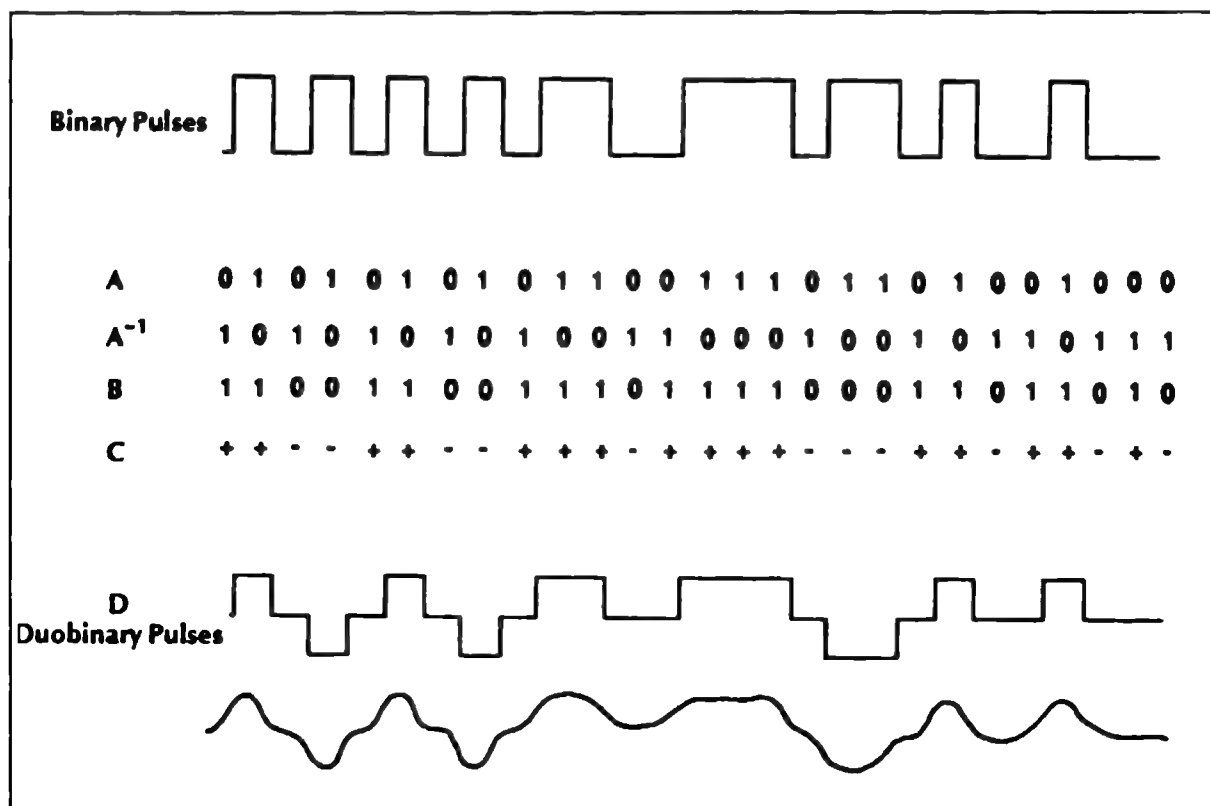 Binary Pulses
A 0 1 0 1 0 1 0 1 0 1 1 0 0 1 1 1 0 1 1 0 1 0 0 1 0 0 0
A⁻¹ 1 0 1 0 1 0 1 0 1 0 0 1 1 0 0 0 1 0 0 1 0 1 1 0 1 1 1
B 1 1 0 0 1 1 0 0 1 1 1 0 1 1 1 1 0 0 0 1 1 0 1 1 0 1 0
C + + - - + + - - + + + - + + + + - - - + + - + + - + -
D
Duobinary Pulses